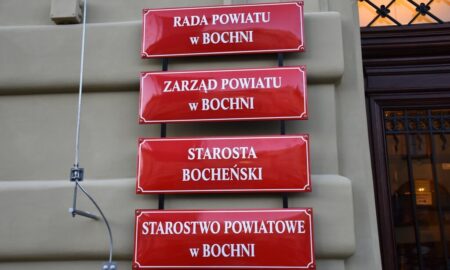 RADA POWIATU
w BOCHNI
ZARZĄD POWIATU
w BOCHNI
STAROSTA
BOCHEŃSKI
STAROSTWO POWIATOWE
w BOCHNI